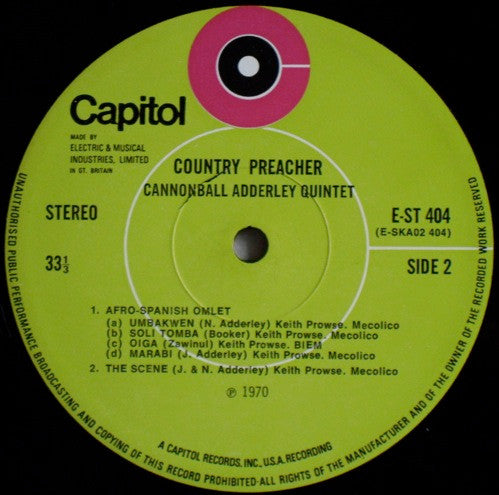 Capitol
MADE BY
ELECTRIC & MUSICAL
INDUSTRIES, LIMITED
IN GT. BRITAIN
COUNTRY PREACHER
CANNONBALL ADDERLEY QUINTET
STEREO
E-ST 404
(E-SKA02 404)
33⅓
SIDE 2
1. AFRO-SPANISH OMLET
(a) UMBAKWEN (N. Adderley) Keith Prowse. Mecolico
(b) SOLI TOMBA (Booker) Keith Prowse. Mecolico
(c) OIGA (Zawinul) Keith Prowse. BIEM
(d) MARABI (J. Adderley) Keith Prowse. Mecolico
2. THE SCENE (J. & N. Adderley) Keith Prowse. Mecolico
℗ 1970
A CAPITOL RECORDS, INC., U.S.A. RECORDING
UNAUTHORISED PUBLIC PERFORMANCE BROADCASTING AND COPYING OF THIS RECORD PROHIBITED-ALL RIGHTS OF THE MANUFACTURER AND OF THE OWNER OF THE RECORDED WORK RESERVED.